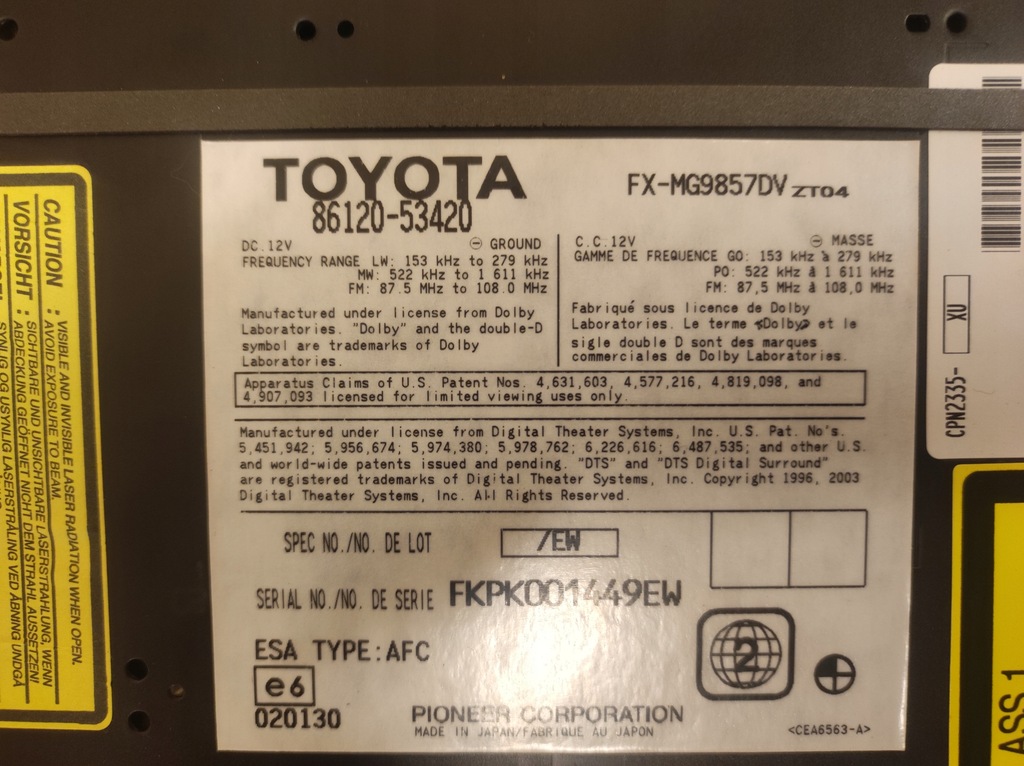 TOYOTA
86120-53420
FX-MG9857DV ZT04
DC.12V ⊖ GROUND
FREQUENCY RANGE LW: 153 kHz to 279 kHz
MW: 522 kHz to 1 611 kHz
FM: 87.5 MHz to 108.0 MHz
Manufactured under license from Dolby
Laboratories. "Dolby" and the double-D
symbol are trademarks of Dolby
Laboratories.
C.C.12V ⊖ MASSE
GAMME DE FREQUENCE GO: 153 kHz à 279 kHz
PO: 522 kHz à 1 611 kHz
FM: 87,5 MHz à 108,0 MHz
Fabriqué sous licence de Dolby
Laboratories. Le terme «Dolby» et le
sigle double D sont des marques
commerciales de Dolby Laboratories.
Apparatus Claims of U.S. Patent Nos. 4,631,603, 4,577,216, 4,819,098, and
4,907,093 licensed for limited viewing uses only.
Manufactured under license from Digital Theater Systems, Inc. U.S. Pat. No's.
5,451,942; 5,956,674; 5,974,380; 5,978,762; 6,226,616; 6,487,535; and other U.S.
and world-wide patents issued and pending. "DTS" and "DTS Digital Surround"
are registered trademarks of Digital Theater Systems, Inc. Copyright 1996, 2003
Digital Theater Systems, Inc. All Rights Reserved.
SPEC NO./NO. DE LOT /EW
SERIAL NO./NO. DE SERIE FKPK001449EW
ESA TYPE:AFC
e6
020130
2
PIONEER CORPORATION
MADE IN JAPAN/FABRIQUE AU JAPON
<CEA6563-A>
CAUTION : VISIBLE AND INVISIBLE LASER RADIATION WHEN OPEN.
AVOID EXPOSURE TO BEAM.
VORSICHT : SICHTBARE UND UNSICHTBARE LASERSTRAHLUNG, WENN
ABDECKUNG GEÖFFNET NICHT DEM STRAHL AUSSETZEN!
SYNLIG OG USYNLIG LASERSTRÅLING VED ÅBNING UNDGÅ
CPN2335- XU
ASS 1